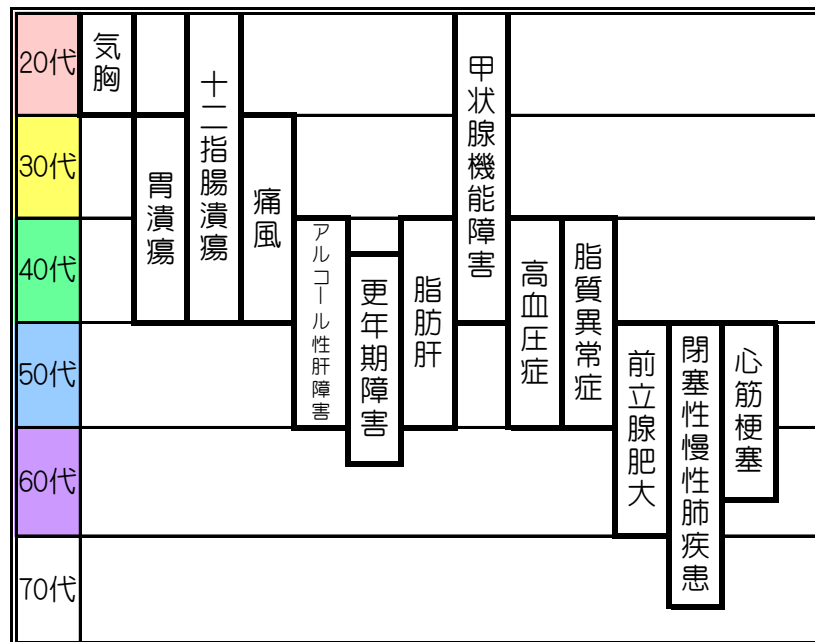 20代
30代
40代
50代
60代
70代
気胸
胃潰瘍
十二指腸潰瘍
痛風
アルコール性肝障害
更年期障害
脂肪肝
甲状腺機能障害
高血圧症
脂質異常症
前立腺肥大
閉塞性慢性肺疾患
心筋梗塞